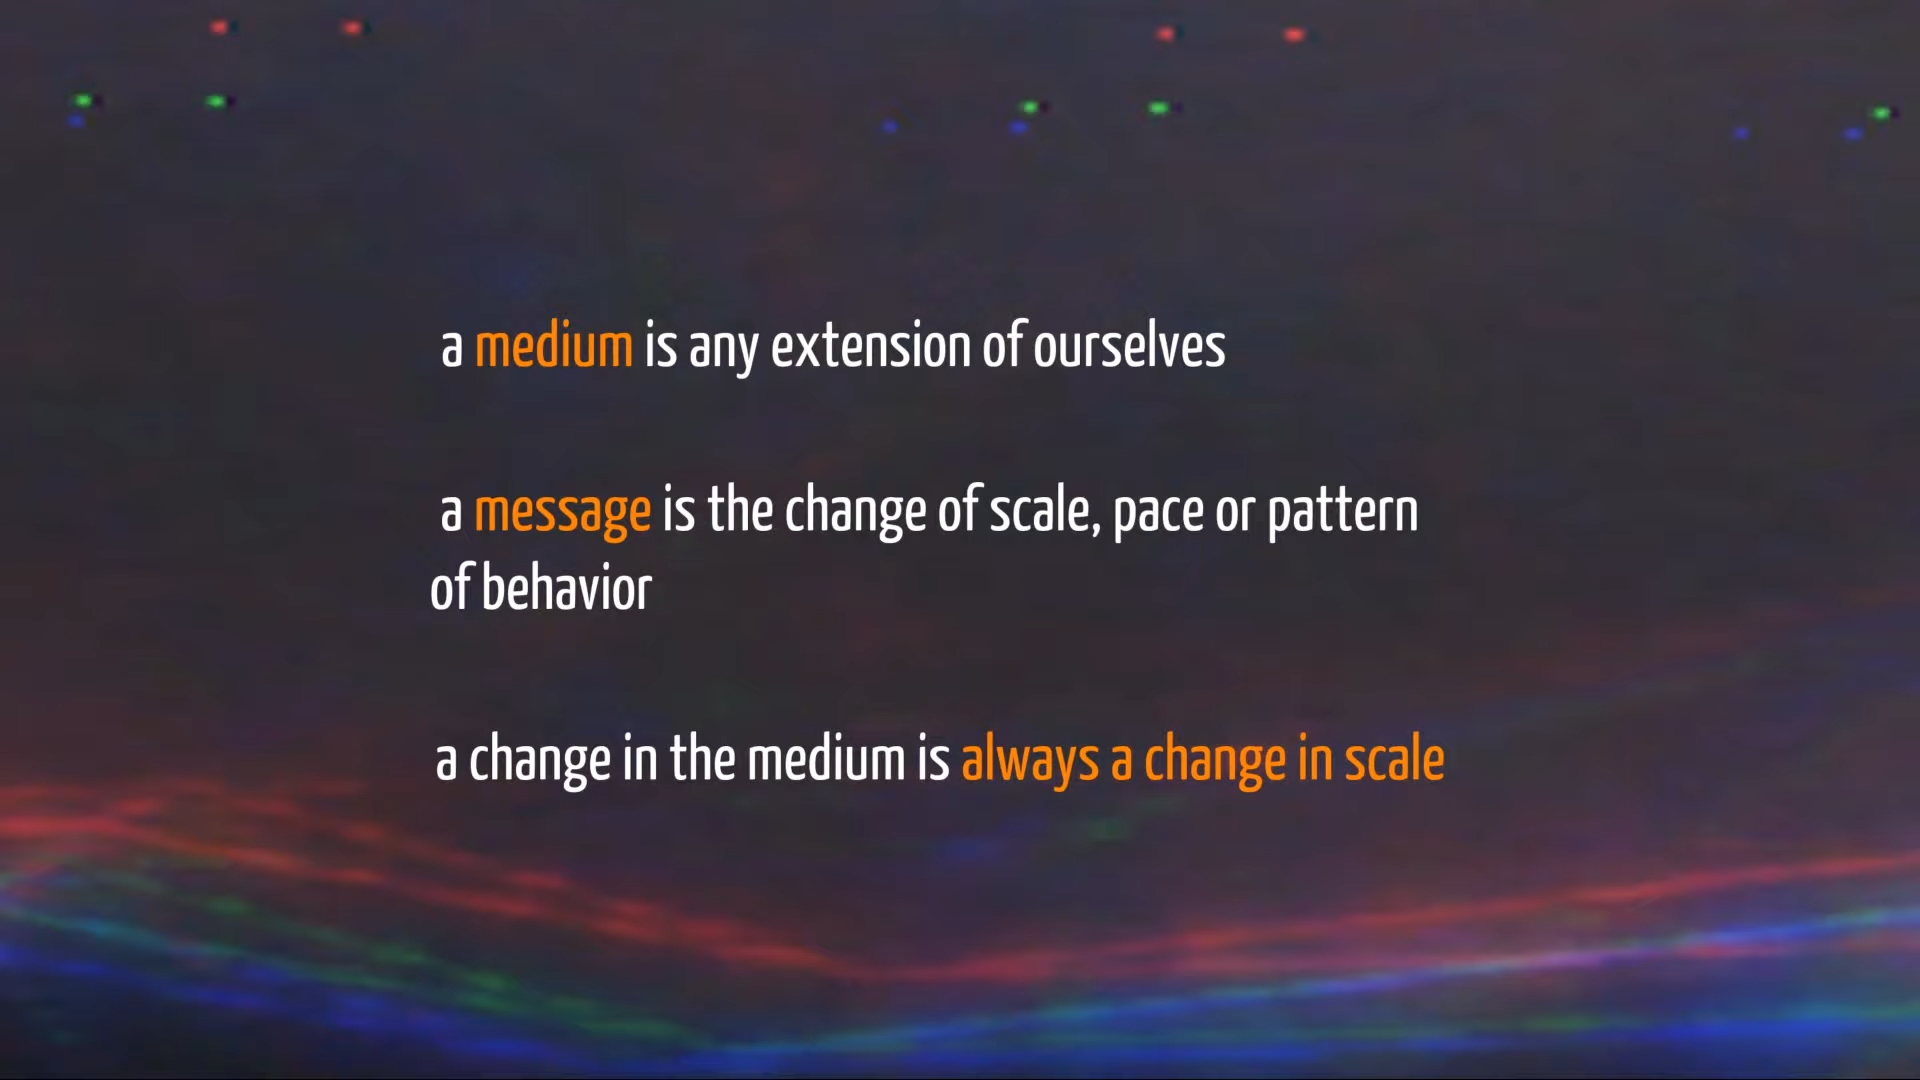 a medium is any extension of ourselves
a message is the change of scale, pace or pattern
of behavior
a change in the medium is always a change in scale